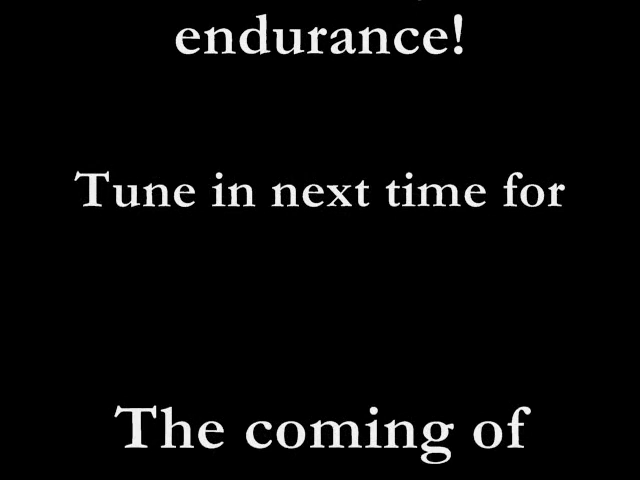 endurance!
Tune in next time for
The coming of